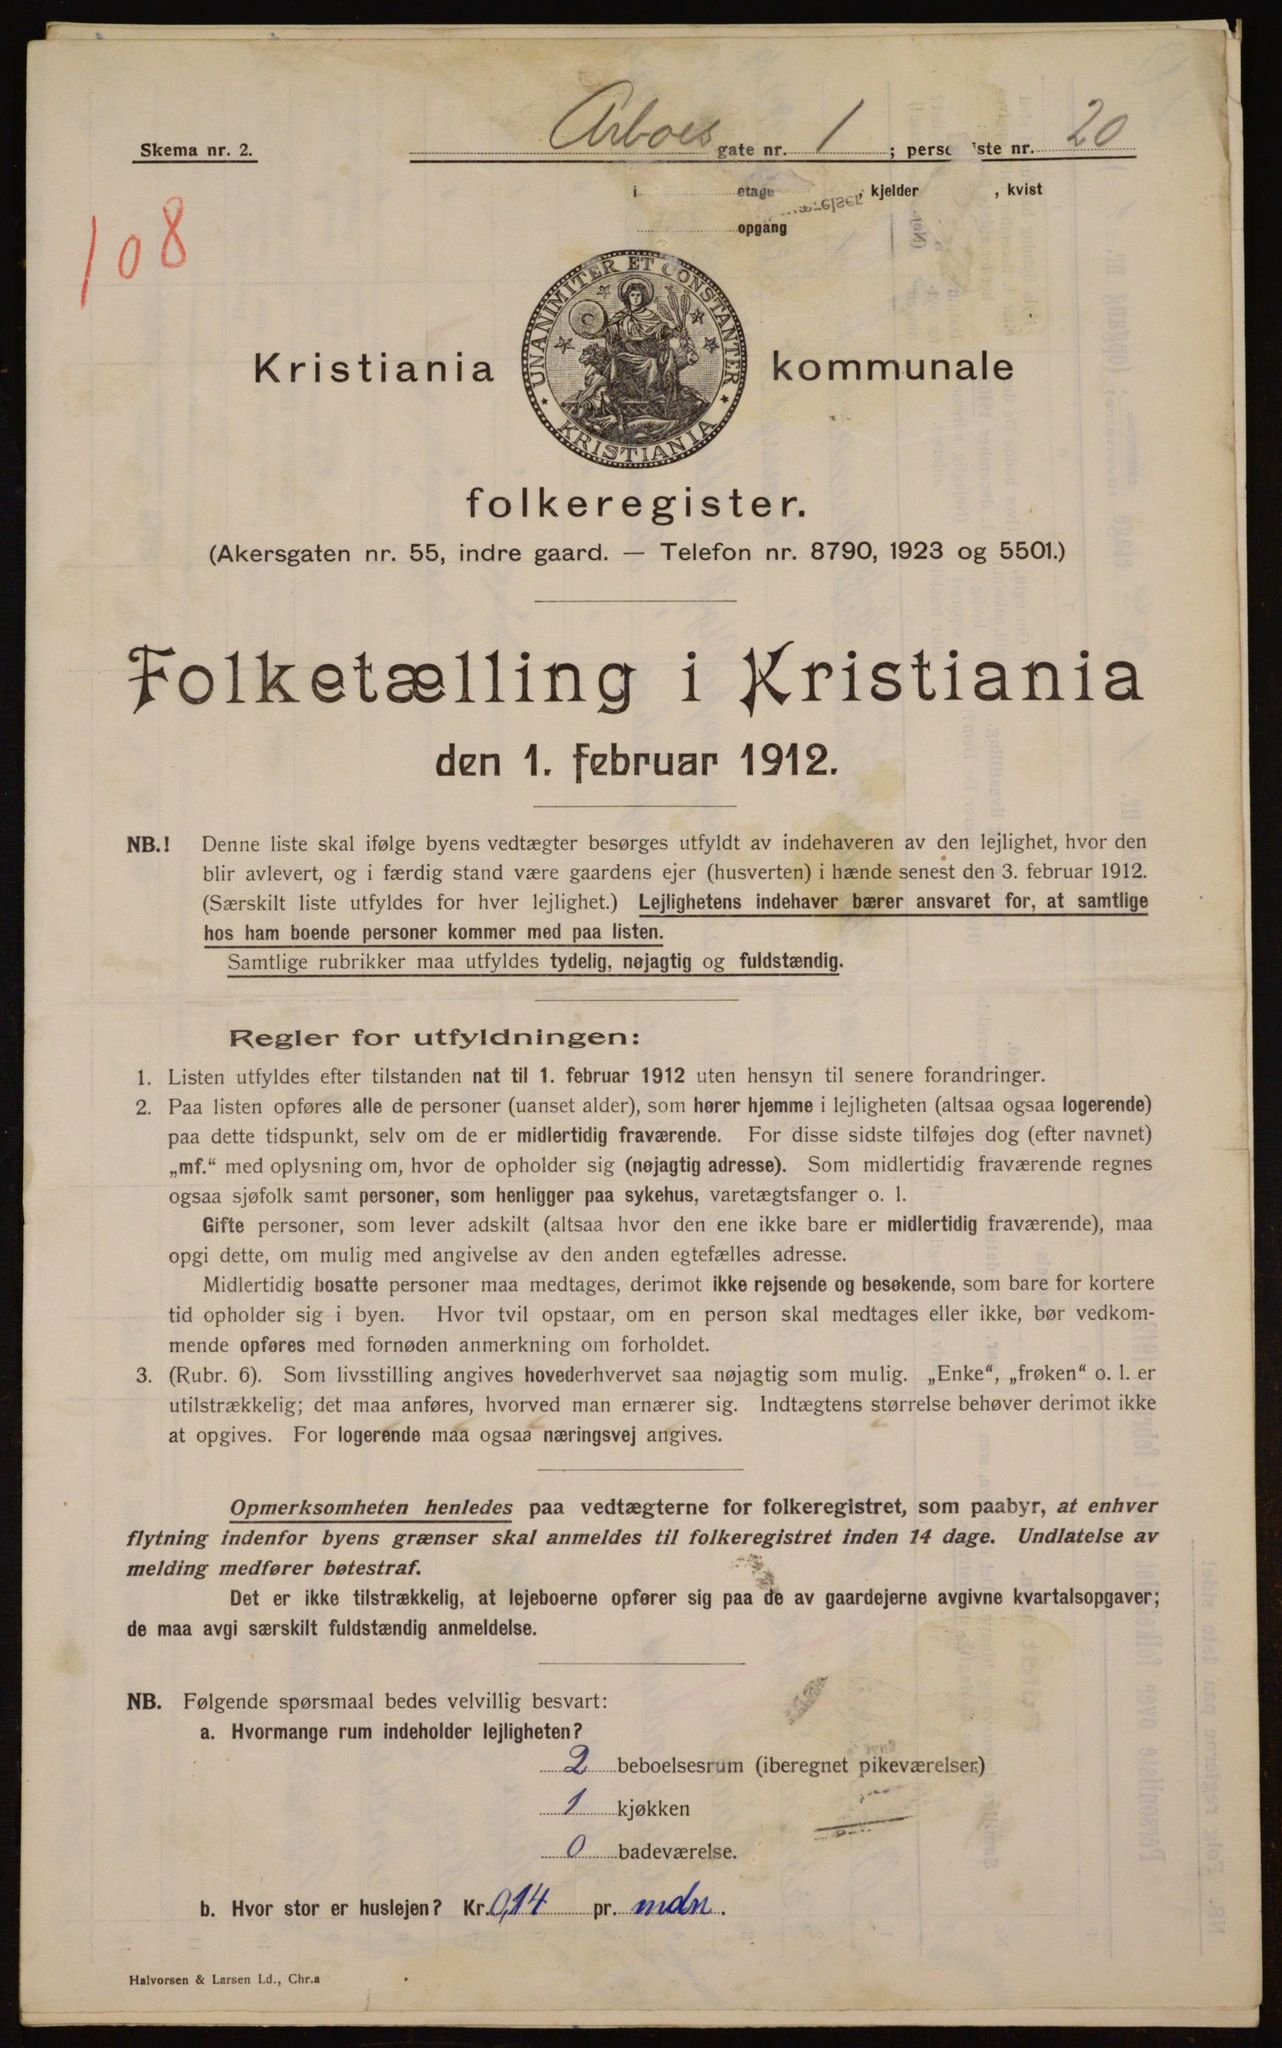 Skema nr. 2.
Arboes gate nr. 1 ; perso iste nr. 20
i etage , kjelder , kvist
opgang
værelser,
108
UNANIMITER ET CONSTANTER
KRISTIANIA
Kristiania kommunale
folkeregister.
(Akersgaten nr. 55, indre gaard. — Telefon nr. 8790, 1923 og 5501.)
Folketælling i Kristiania
den 1. februar 1912.
NB.! Denne liste skal ifølge byens vedtægter besørges utfyldt av indehaveren av den lejlighet, hvor den
blir avlevert, og i færdig stand være gaardens ejer (husverten) i hænde senest den 3. februar 1912.
(Særskilt liste utfyldes for hver lejlighet.) Lejlighetens indehaver bærer ansvaret for, at samtlige
hos ham boende personer kommer med paa listen.
Samtlige rubrikker maa utfyldes tydelig, nøjagtig og fuldstændig.
Regler for utfyldningen:
1. Listen utfyldes efter tilstanden nat til 1. februar 1912 uten hensyn til senere forandringer.
2. Paa listen opføres alle de personer (uanset alder), som hører hjemme i lejligheten (altsaa ogsaa logerende)
paa dette tidspunkt, selv om de er midlertidig fraværende. For disse sidste tilføjes dog (efter navnet)
„mf.“ med oplysning om, hvor de opholder sig (nøjagtig adresse). Som midlertidig fraværende regnes
ogsaa sjøfolk samt personer, som henligger paa sykehus, varetægtsfanger o. l.
Gifte personer, som lever adskilt (altsaa hvor den ene ikke bare er midlertidig fraværende), maa
opgi dette, om mulig med angivelse av den anden egtefælles adresse.
Midlertidig bosatte personer maa medtages, derimot ikke rejsende og besøkende, som bare for kortere
tid opholder sig i byen. Hvor tvil opstaar, om en person skal medtages eller ikke, bør vedkom-
mende opføres med fornøden anmerkning om forholdet.
3. (Rubr. 6). Som livsstilling angives hovederhvervet saa nøjagtig som mulig. „Enke“, „frøken“ o. l. er
utilstrækkelig; det maa anføres, hvorved man ernærer sig. Indtægtens størrelse behøver derimot ikke
at opgives. For logerende maa ogsaa næringsvej angives.
Opmerksomheten henledes paa vedtægterne for folkeregistret, som paabyr, at enhver
flytning indenfor byens grænser skal anmeldes til folkeregistret inden 14 dage. Undlatelse av
melding medfører bøtestraf.
Det er ikke tilstrækkelig, at lejeboerne opfører sig paa de av gaardejerne avgivne kvartalsopgaver;
de maa avgi særskilt fuldstændig anmeldelse.
NB. Følgende spørsmaal bedes velvillig besvart:
a. Hvormange rum indeholder lejligheten?
2 beboelsesrum (iberegnet pikeværelser)
1 kjøkken
0 badeværelse.
b. Hvor stor er huslejen? Kr. 0,14 pr. mdn.
Halvorsen & Larsen Ld., Chr.a